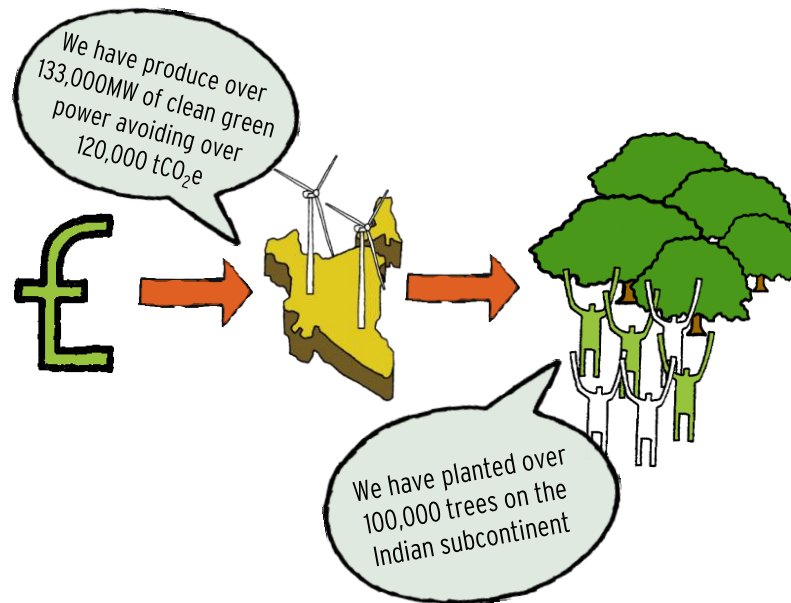 We have produce over
133,000MW of clean green
power avoiding over
120,000 tCO₂e
£
We have planted over
100,000 trees on the
Indian subcontinent